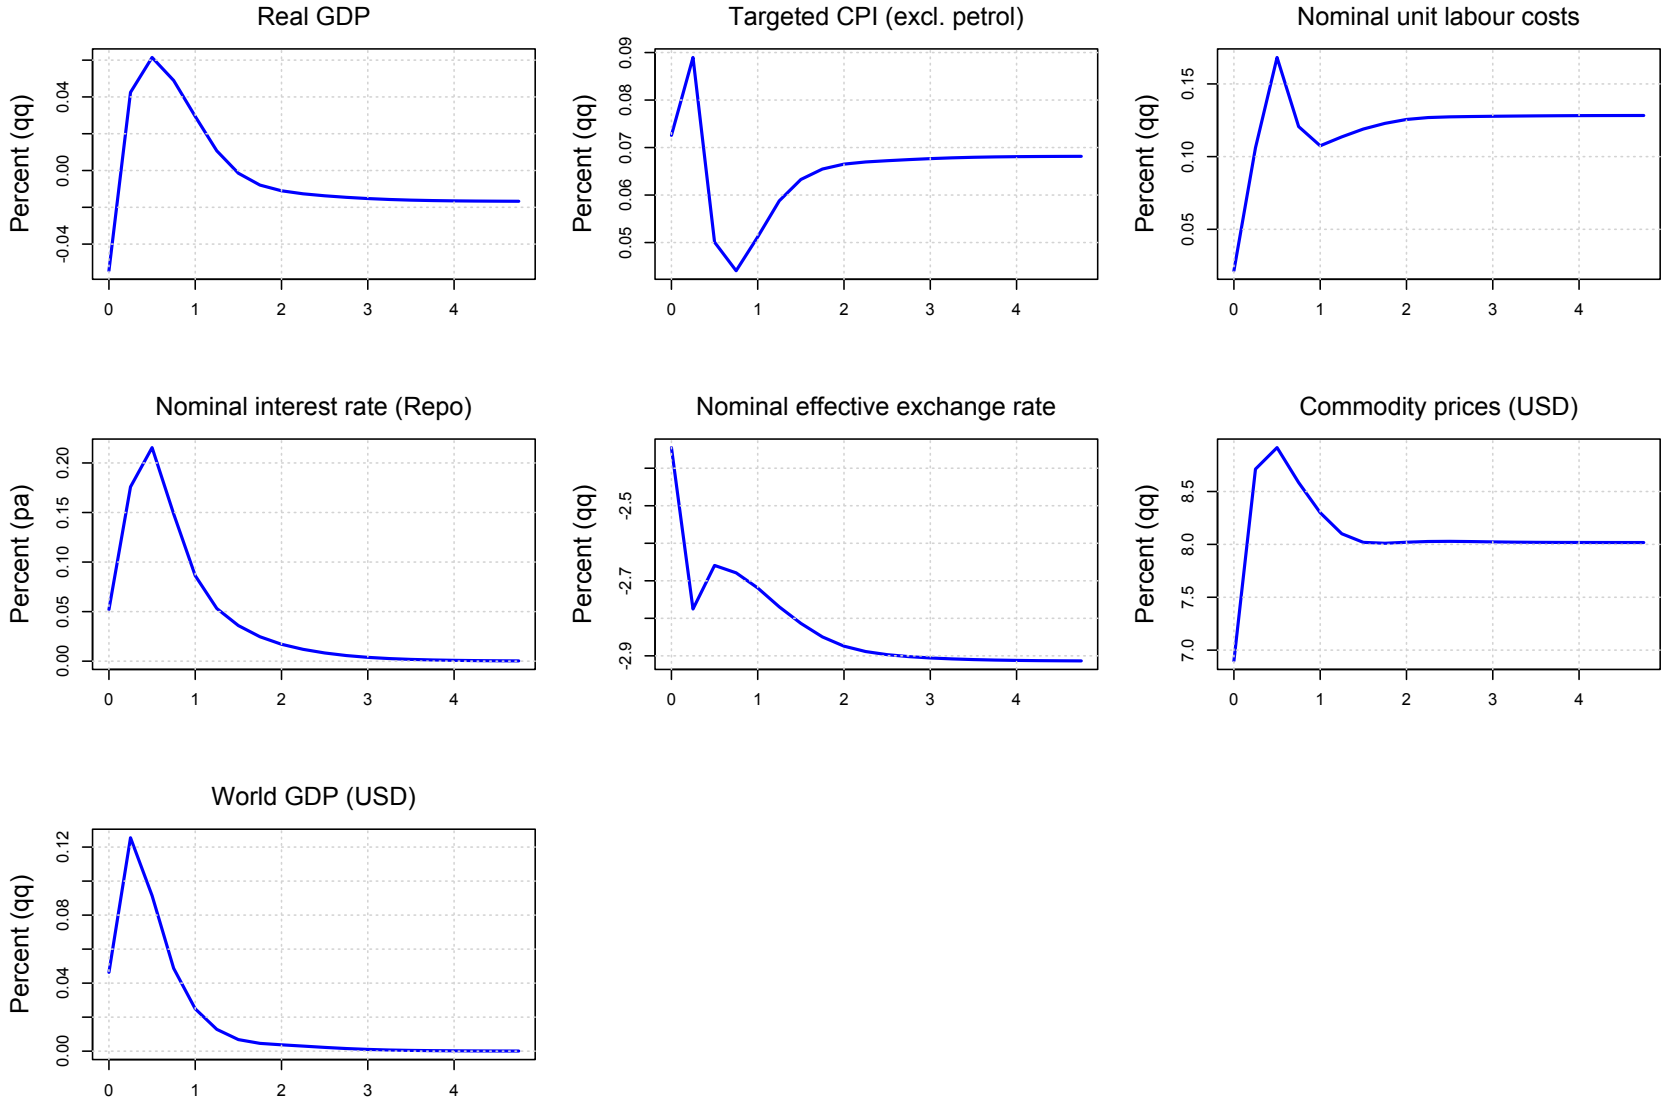 Real GDP
Percent (qq)
-0.04 0.00 0.04
0 1 2 3 4
Targeted CPI (excl. petrol)
Percent (qq)
0.05 0.06 0.07 0.08 0.09
0 1 2 3 4
Nominal unit labour costs
Percent (qq)
0.05 0.10 0.15
0 1 2 3 4
Nominal interest rate (Repo)
Percent (pa)
0.00 0.05 0.10 0.15 0.20
0 1 2 3 4
Nominal effective exchange rate
Percent (qq)
-2.9 -2.7 -2.5
0 1 2 3 4
Commodity prices (USD)
Percent (qq)
7.0 7.5 8.0 8.5
0 1 2 3 4
World GDP (USD)
Percent (qq)
0.00 0.04 0.08 0.12
0 1 2 3 4